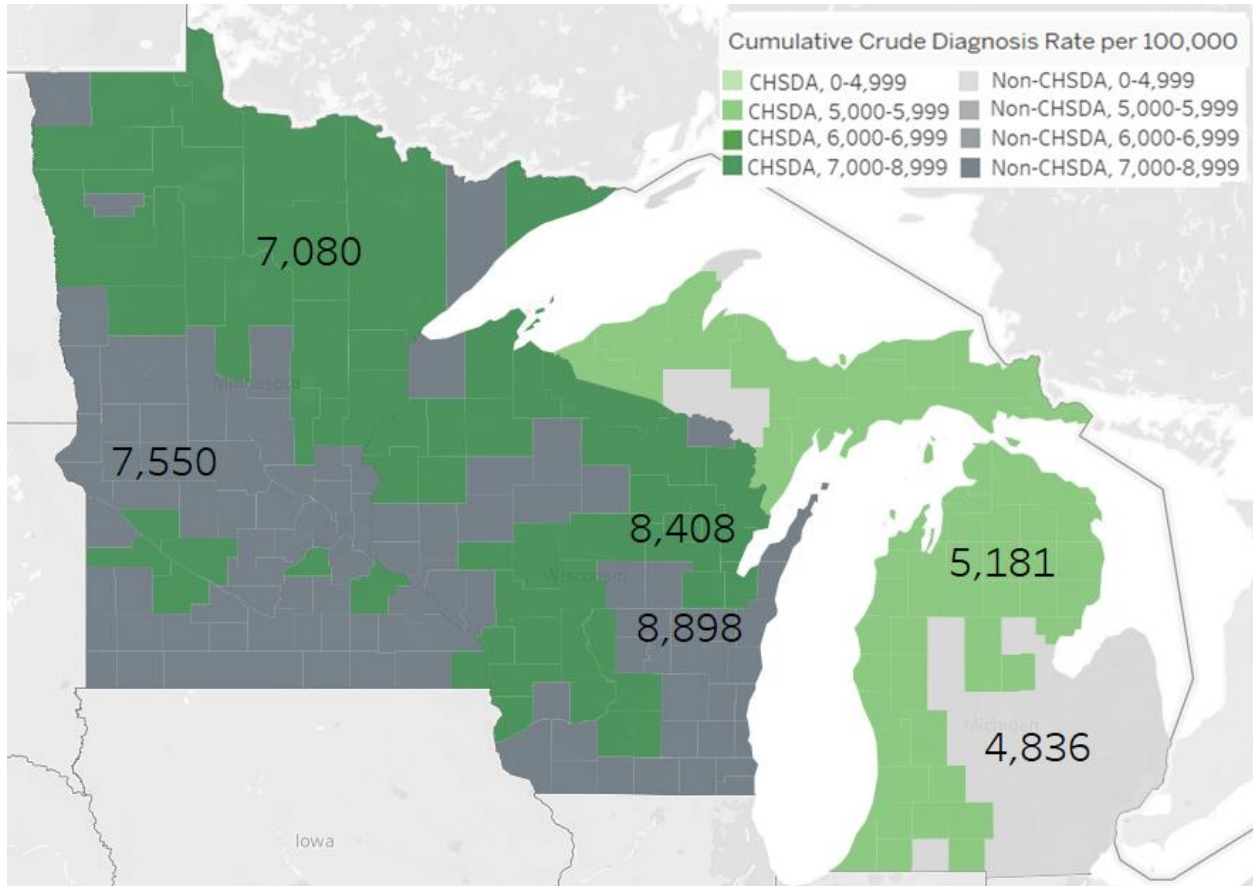 Cumulative Crude Diagnosis Rate per 100,000
CHSDA, 0-4,999 Non-CHSDA, 0-4,999
CHSDA, 5,000-5,999 Non-CHSDA, 5,000-5,999
CHSDA, 6,000-6,999 Non-CHSDA, 6,000-6,999
CHSDA, 7,000-8,999 Non-CHSDA, 7,000-8,999
7,080
Minnesota
7,550
8,408
5,181
Wisconsin
8,898
Michigan
4,836
Iowa